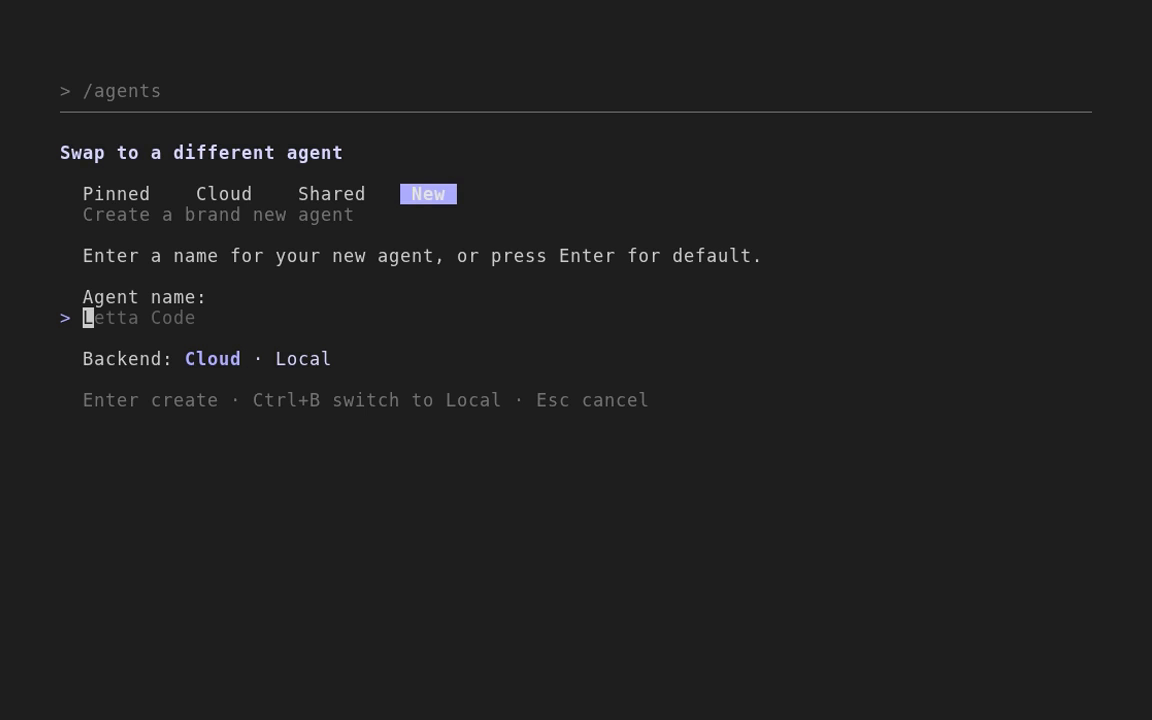 > /agents
Swap to a different agent
Pinned Cloud Shared New
Create a brand new agent
Enter a name for your new agent, or press Enter for default.
Agent name:
> Letta Code
Backend: Cloud · Local
Enter create · Ctrl+B switch to Local · Esc cancel